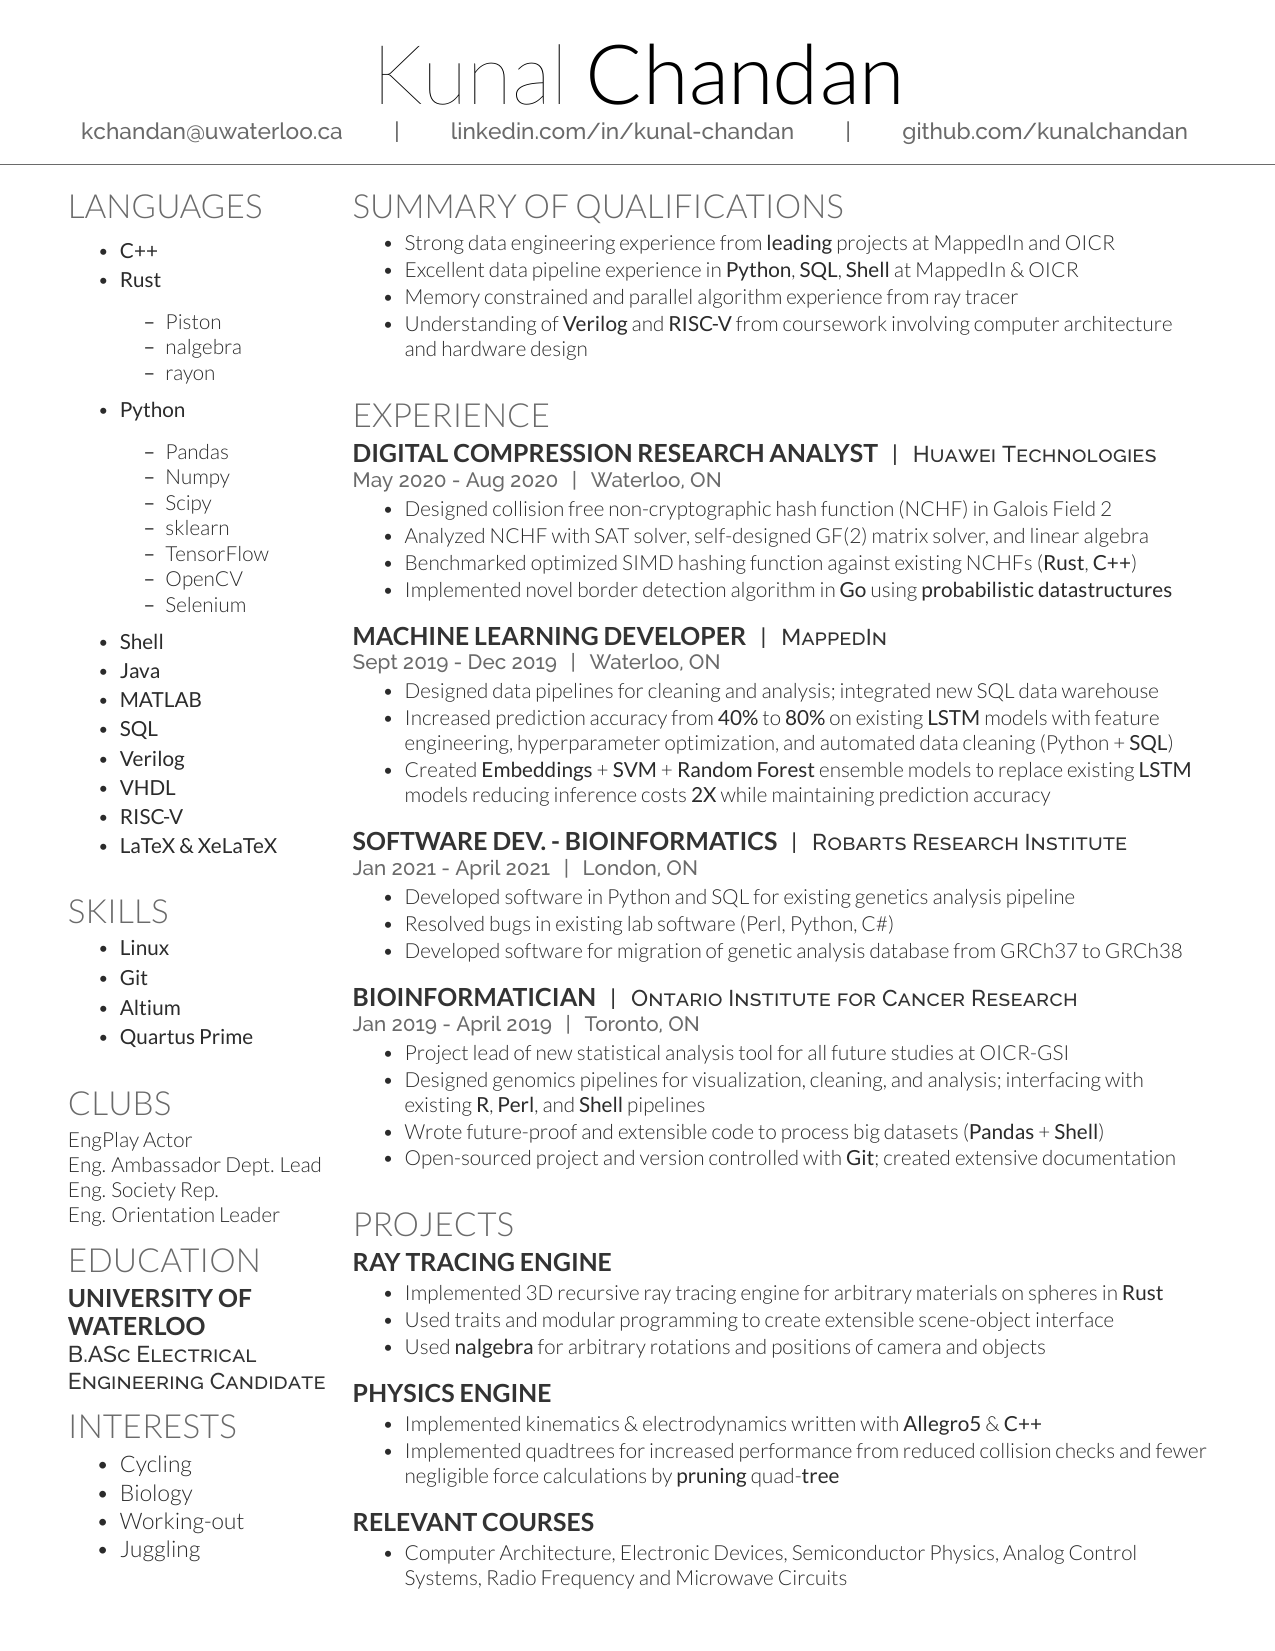 Kunal Chandan
kchandan@uwaterloo.ca | linkedin.com/in/kunal-chandan | github.com/kunalchandan
LANGUAGES
• C++
• Rust
– Piston
– nalgebra
– rayon
• Python
– Pandas
– Numpy
– Scipy
– sklearn
– TensorFlow
– OpenCV
– Selenium
• Shell
• Java
• MATLAB
• SQL
• Verilog
• VHDL
• RISC-V
• LaTeX & XeLaTeX
SKILLS
• Linux
• Git
• Altium
• Quartus Prime
CLUBS
EngPlay Actor
Eng. Ambassador Dept. Lead
Eng. Society Rep.
Eng. Orientation Leader
EDUCATION
UNIVERSITY OF
WATERLOO
B.ASc Electrical
Engineering Candidate
INTERESTS
• Cycling
• Biology
• Working-out
• Juggling
SUMMARY OF QUALIFICATIONS
• Strong data engineering experience from leading projects at MappedIn and OICR
• Excellent data pipeline experience in Python, SQL, Shell at MappedIn & OICR
• Memory constrained and parallel algorithm experience from ray tracer
• Understanding of Verilog and RISC-V from coursework involving computer architecture
and hardware design
EXPERIENCE
DIGITAL COMPRESSION RESEARCH ANALYST | Huawei Technologies
May 2020 - Aug 2020 | Waterloo, ON
• Designed collision free non-cryptographic hash function (NCHF) in Galois Field 2
• Analyzed NCHF with SAT solver, self-designed GF(2) matrix solver, and linear algebra
• Benchmarked optimized SIMD hashing function against existing NCHFs (Rust, C++)
• Implemented novel border detection algorithm in Go using probabilistic datastructures
MACHINE LEARNING DEVELOPER | MappedIn
Sept 2019 - Dec 2019 | Waterloo, ON
• Designed data pipelines for cleaning and analysis; integrated new SQL data warehouse
• Increased prediction accuracy from 40% to 80% on existing LSTM models with feature
engineering, hyperparameter optimization, and automated data cleaning (Python + SQL)
• Created Embeddings + SVM + Random Forest ensemble models to replace existing LSTM
models reducing inference costs 2X while maintaining prediction accuracy
SOFTWARE DEV. - BIOINFORMATICS | Robarts Research Institute
Jan 2021 - April 2021 | London, ON
• Developed software in Python and SQL for existing genetics analysis pipeline
• Resolved bugs in existing lab software (Perl, Python, C#)
• Developed software for migration of genetic analysis database from GRCh37 to GRCh38
BIOINFORMATICIAN | Ontario Institute for Cancer Research
Jan 2019 - April 2019 | Toronto, ON
• Project lead of new statistical analysis tool for all future studies at OICR-GSI
• Designed genomics pipelines for visualization, cleaning, and analysis; interfacing with
existing R, Perl, and Shell pipelines
• Wrote future-proof and extensible code to process big datasets (Pandas + Shell)
• Open-sourced project and version controlled with Git; created extensive documentation
PROJECTS
RAY TRACING ENGINE
• Implemented 3D recursive ray tracing engine for arbitrary materials on spheres in Rust
• Used traits and modular programming to create extensible scene-object interface
• Used nalgebra for arbitrary rotations and positions of camera and objects
PHYSICS ENGINE
• Implemented kinematics & electrodynamics written with Allegro5 & C++
• Implemented quadtrees for increased performance from reduced collision checks and fewer
negligible force calculations by pruning quad-tree
RELEVANT COURSES
• Computer Architecture, Electronic Devices, Semiconductor Physics, Analog Control
Systems, Radio Frequency and Microwave Circuits